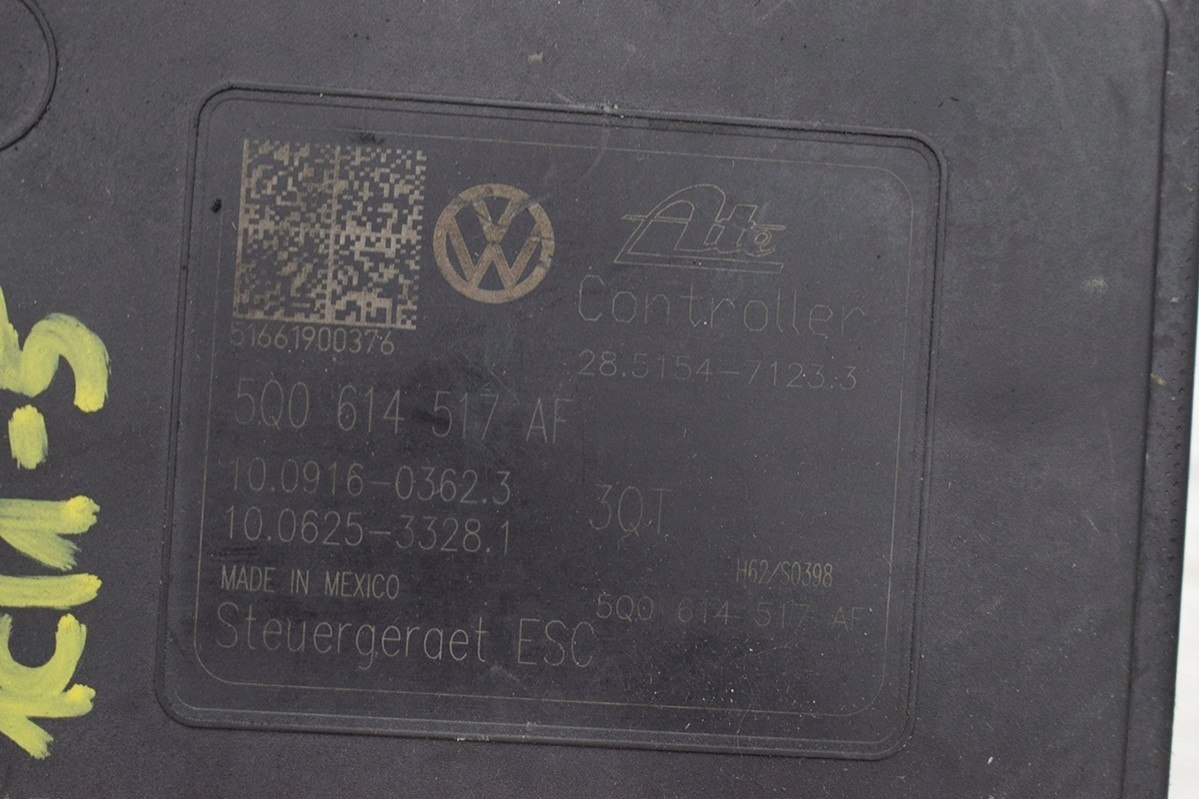 51661900376
Ate
Controller
28.5154-7123.3
5Q0 614 517 AF
10.0916-0362.3
10.0625-3328.1
3QT
MADE IN MEXICO
H62/S0398
5Q0 614 517 AF
Steuergeraet ESC